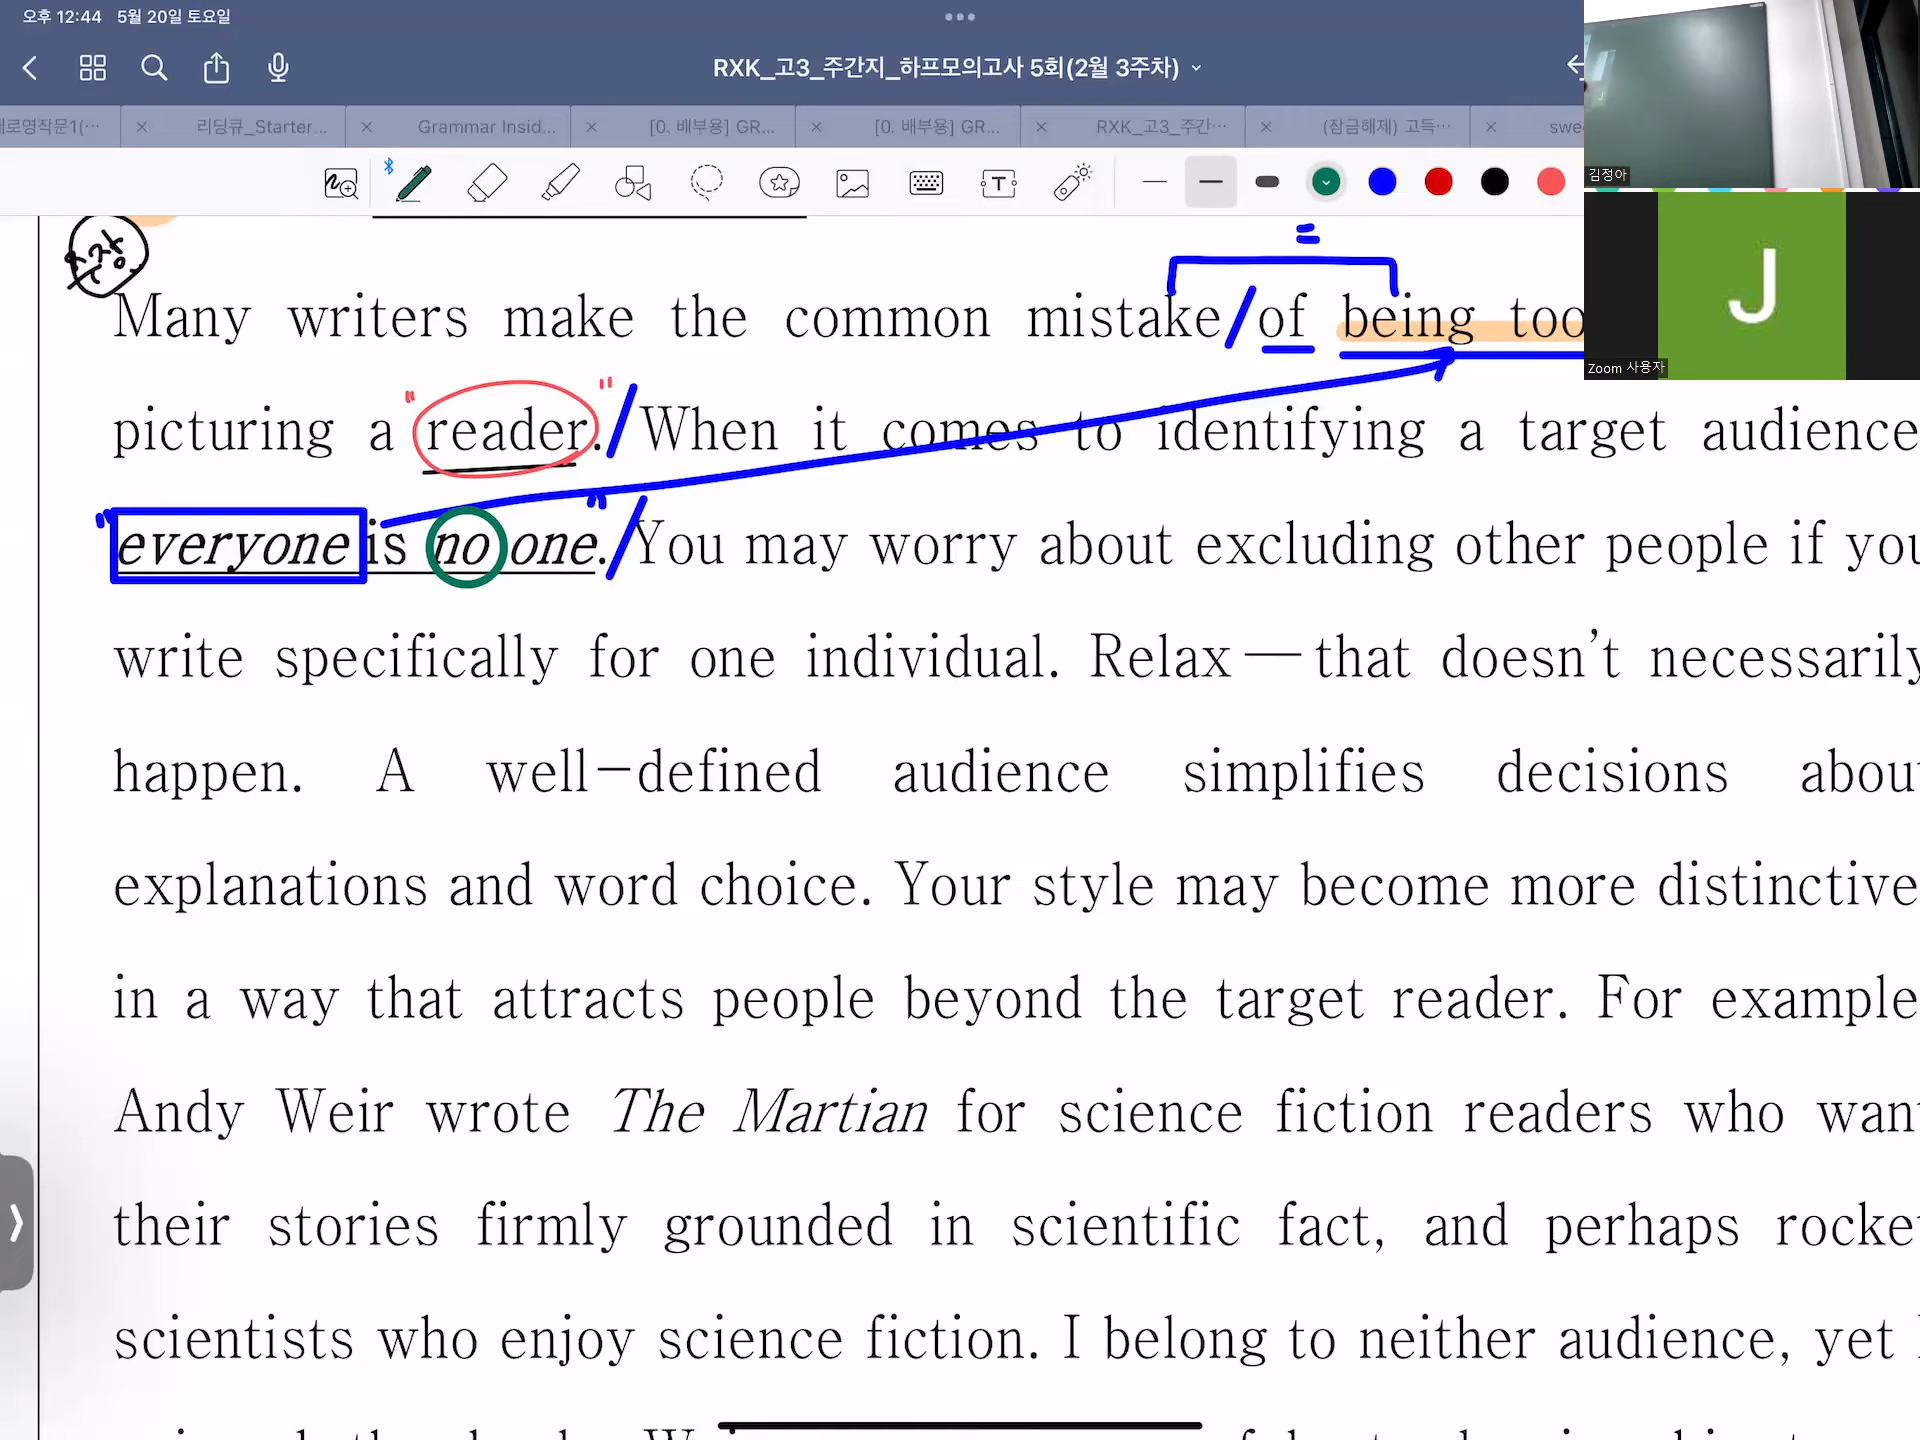 오후 12:44 5월 20일 토요일
RXK_고3_주간지_하프모의고사 5회(2월 3주차)
로영작문1(… 리딩큐_Starter... Grammar Insid... [0. 배부용] GR... [0. 배부용] GR... RXK_고3_주간… (잠금해제) 고득… swe
김정아
J
Zoom 사용자
=
Many writers make the common mistake/of being too
picturing a "reader."/When it comes to identifying a target audience
"everyone is no one."/You may worry about excluding other people if you
write specifically for one individual. Relax — that doesn't necessarily
happen. A well-defined audience simplifies decisions about
explanations and word choice. Your style may become more distinctive
in a way that attracts people beyond the target reader. For example
Andy Weir wrote The Martian for science fiction readers who want
their stories firmly grounded in scientific fact, and perhaps rocket
scientists who enjoy science fiction. I belong to neither audience, yet I